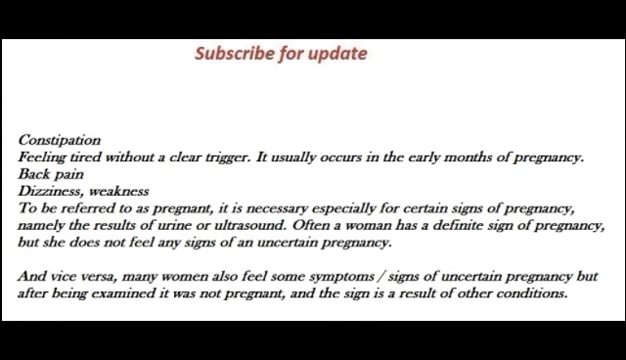 Subscribe for update
Constipation
Feeling tired without a clear trigger. It usually occurs in the early months of pregnancy.
Back pain
Dizziness, weakness
To be referred to as pregnant, it is necessary especially for certain signs of pregnancy,
namely the results of urine or ultrasound. Often a woman has a definite sign of pregnancy,
but she does not feel any signs of an uncertain pregnancy.
And vice versa, many women also feel some symptoms / signs of uncertain pregnancy but
after being examined it was not pregnant, and the sign is a result of other conditions.